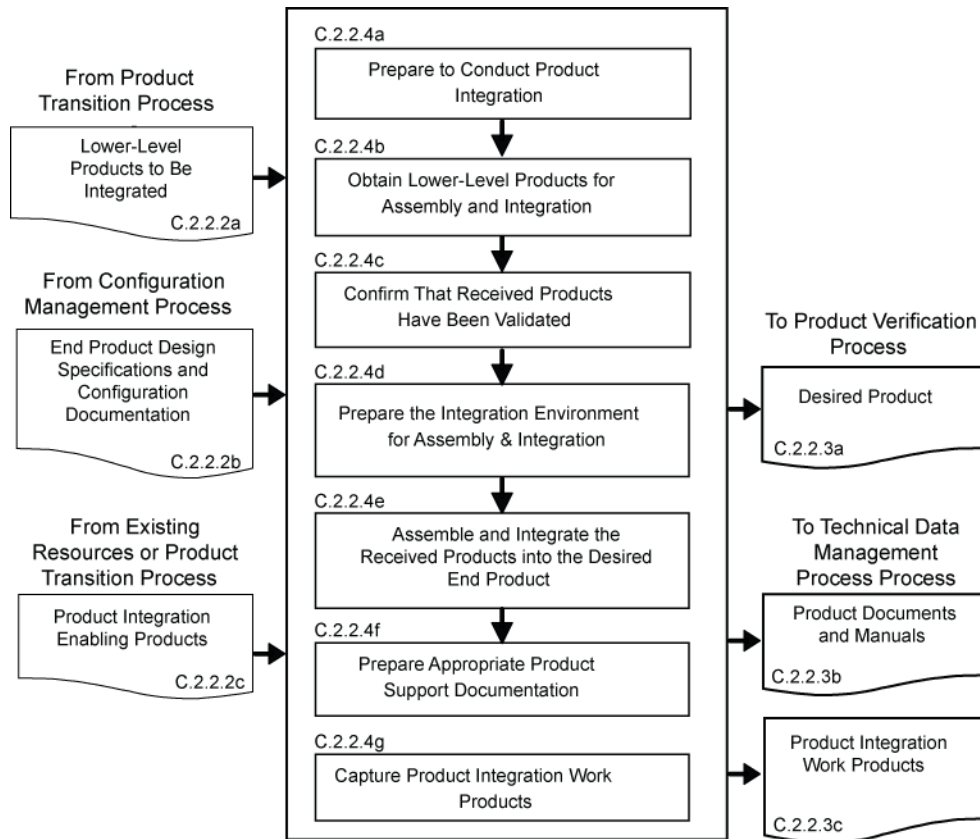 From Product
Transition Process
Lower-Level
Products to Be
Integrated
C.2.2.2a
From Configuration
Management Process
End Product Design
Specifications and
Configuration
Documentation
C.2.2.2b
From Existing
Resources or Product
Transition Process
Product Integration
Enabling Products
C.2.2.2c
C.2.2.4a
Prepare to Conduct Product
Integration
C.2.2.4b
Obtain Lower-Level Products for
Assembly and Integration
C.2.2.4c
Confirm That Received Products
Have Been Validated
C.2.2.4d
Prepare the Integration Environment
for Assembly & Integration
C.2.2.4e
Assemble and Integrate the
Received Products into the Desired
End Product
C.2.2.4f
Prepare Appropriate Product
Support Documentation
C.2.2.4g
Capture Product Integration Work
Products
To Product Verification
Process
Desired Product
C.2.2.3a
To Technical Data
Management
Process Process
Product Documents
and Manuals
C.2.2.3b
Product Integration
Work Products
C.2.2.3c